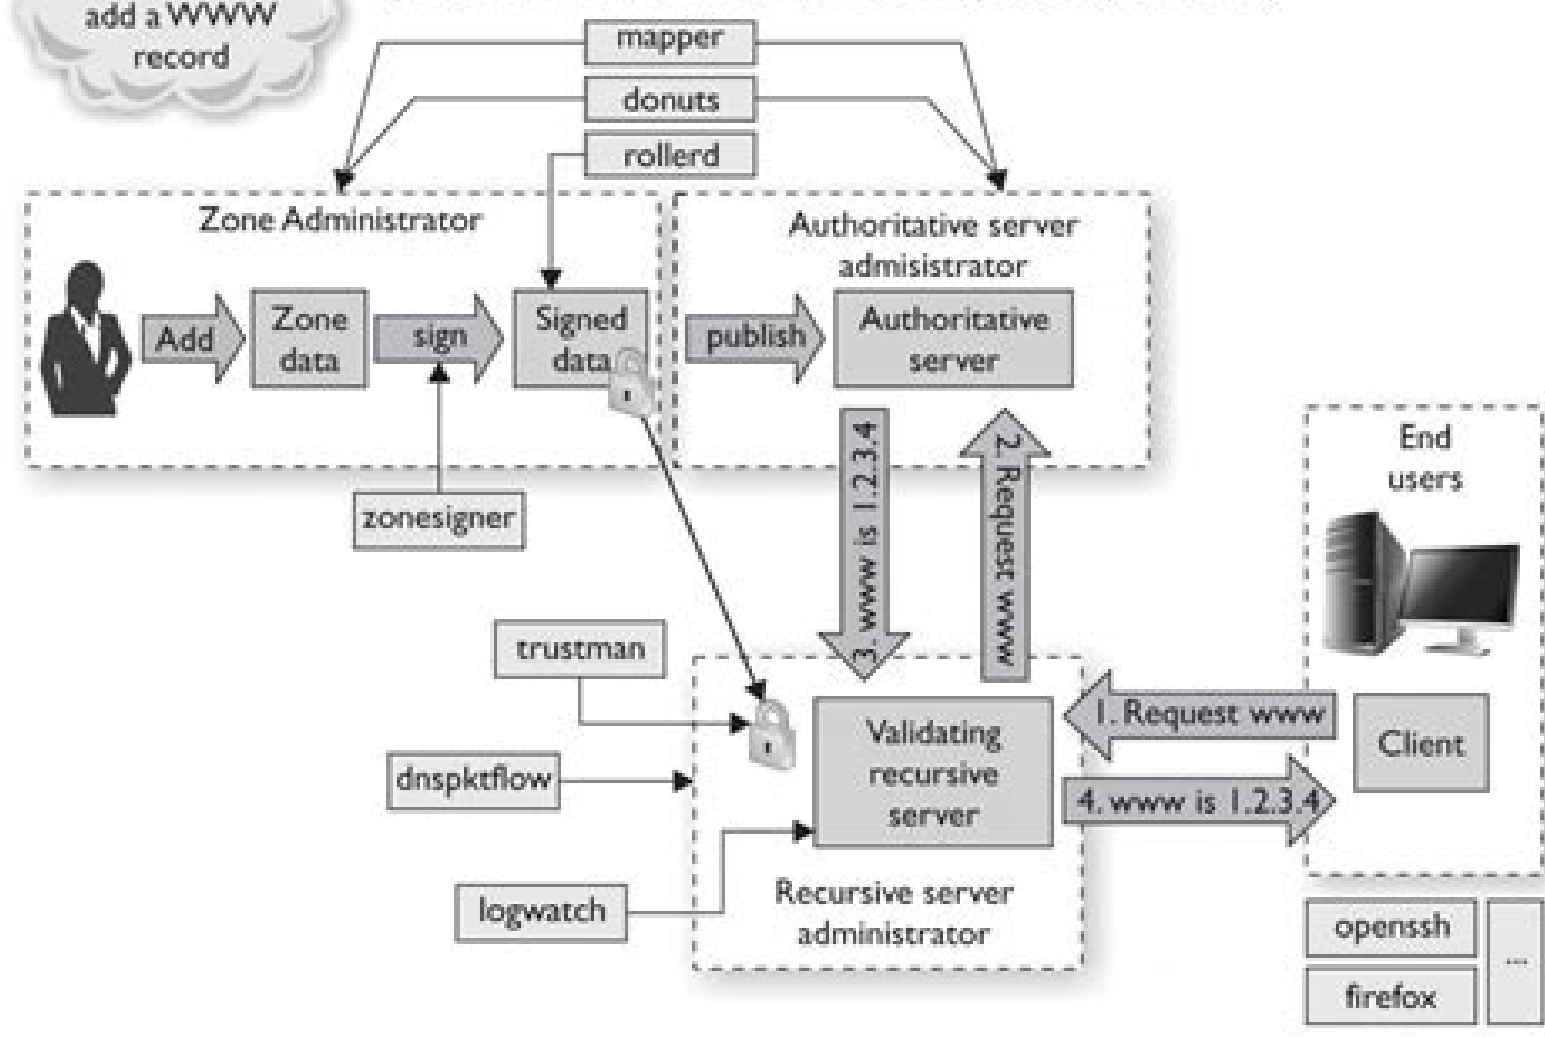 add a WWW
record
mapper
donuts
rollerd
Zone Administrator
Authoritative server
admisistrator
Add
Zone
data
sign
Signed
data
publish
Authoritative
server
zonesigner
3. www is 1.2.3.4
2. Request www
End
users
trustman
dnspktflow
logwatch
Validating
recursive
server
Recursive server
administrator
1. Request www
4. www is 1.2.3.4
Client
openssh
firefox
...